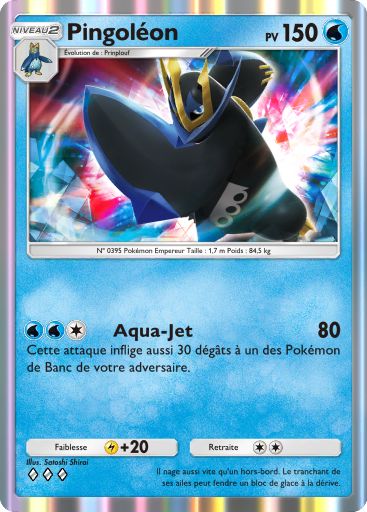 NIVEAU2 Pingoléon PV 150
Évolution de : Prinplouf
N° 0395 Pokémon Empereur Taille : 1,7 m Poids : 84,5 kg
Aqua-Jet 80
Cette attaque inflige aussi 30 dégâts à un des Pokémon
de Banc de votre adversaire.
Faiblesse +20 Retraite
Illus. Satoshi Shirai
Il nage aussi vite qu'un hors-bord. Le tranchant
de ses ailes peut fendre un bloc de glace à la dérive.